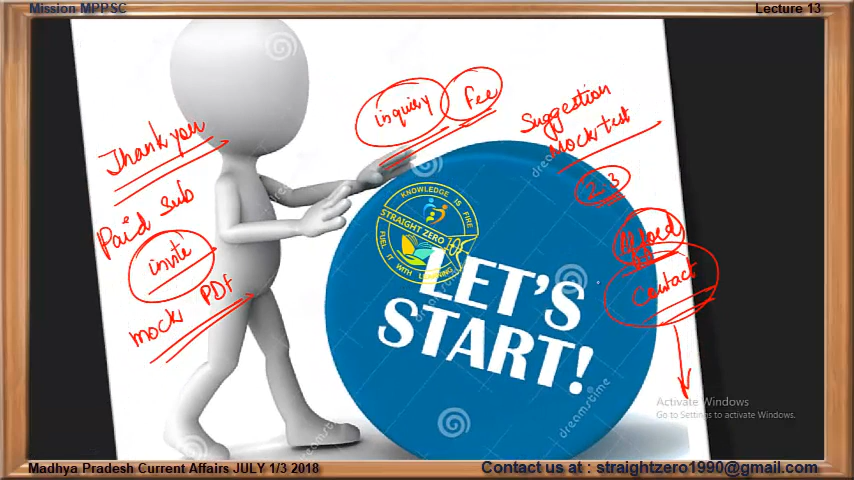 Mission MPPSC
Lecture 13
Thank you
Paid Sub
invite
mock PDF
inquiry
Fee
Suggestion
Mock test
2-3
afford
Contact
KNOWLEDGE IS FIRE
STRAIGHT ZERO
FUEL IT WITH LEARNING
LET'S
START!
dreamstime
Activate Windows
Go to Settings to activate Windows.
Madhya Pradesh Current Affairs JULY 1/3 2018
Contact us at : straightzero1990@gmail.com